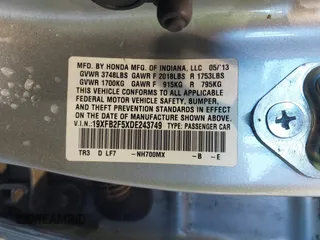 MFD. BY HONDA MFG. OF INDIANA, LLC 05/13
GVWR 3748LBS GAWR F 2018LBS R 1753LBS
GVWR 1700KG GAWR F 915KG R 795KG
THIS VEHICLE CONFORMS TO ALL APPLICABLE
FEDERAL MOTOR VEHICLE SAFETY, BUMPER,
AND THEFT PREVENTION STANDARDS IN EFFECT
ON THE DATE OF MANUFACTURE SHOWN ABOVE.
V.I.N.: 19XFB2F5XDE243749 TYPE: PASSENGER CAR
TR3 D LF7 -NH700MX -B -E